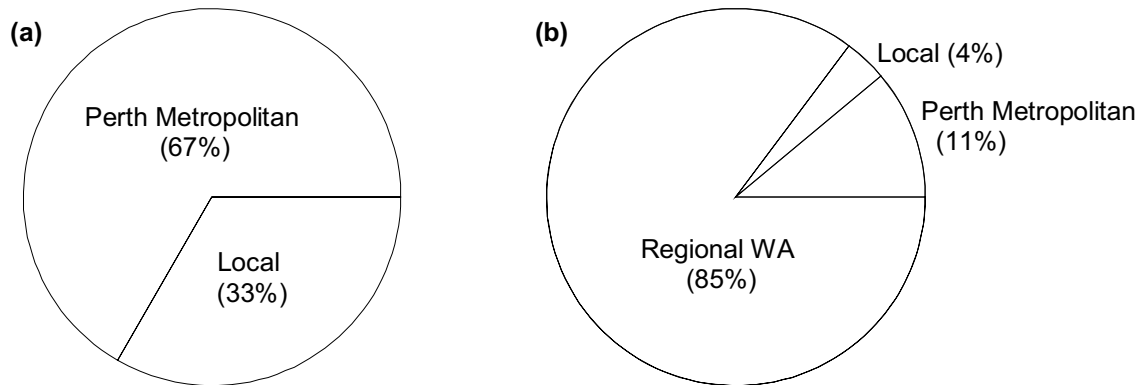 (a)
Perth Metropolitan
(67%)
Local
(33%)
(b)
Local (4%)
Perth Metropolitan
(11%)
Regional WA
(85%)